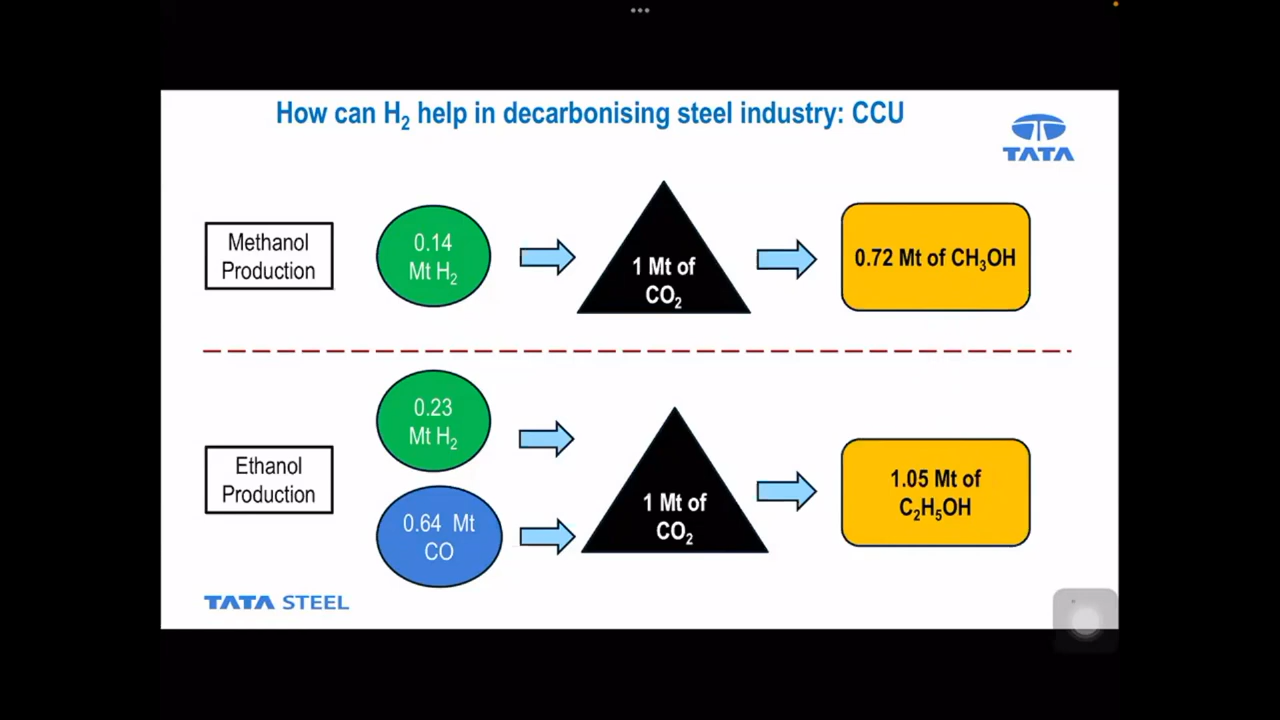 How can H₂ help in decarbonising steel industry: CCU
TATA
Methanol
Production
0.14
Mt H₂
1 Mt of
CO₂
0.72 Mt of CH₃OH
0.23
Mt H₂
Ethanol
Production
0.64 Mt
CO
1 Mt of
CO₂
1.05 Mt of
C₂H₅OH
TATA STEEL